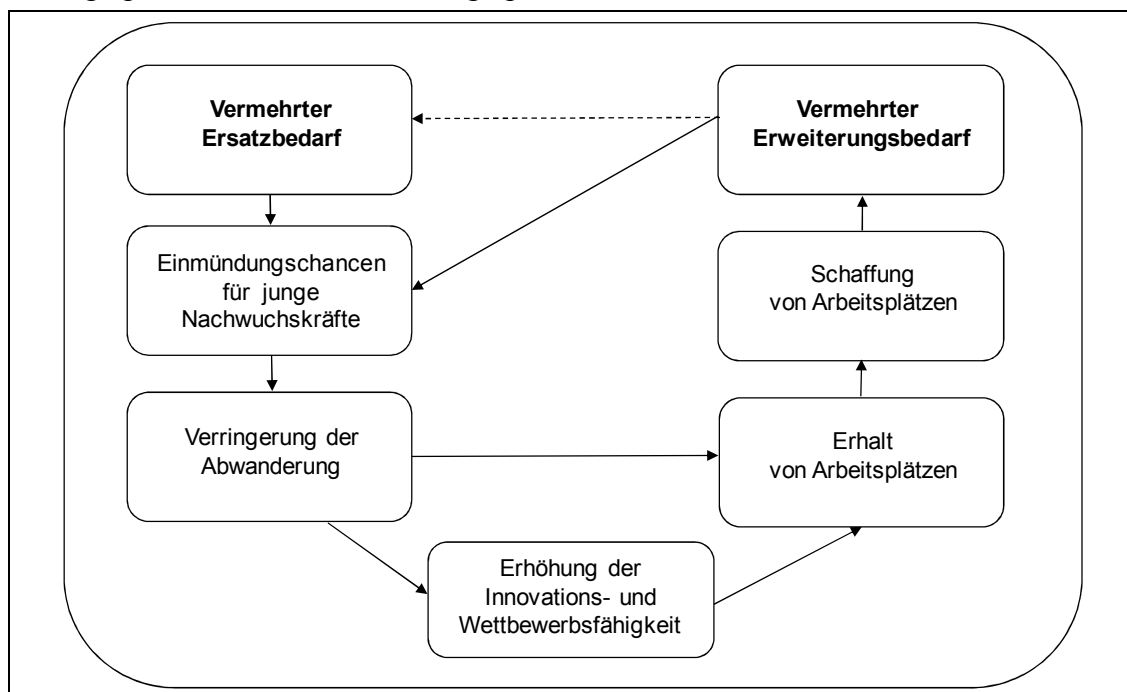 Vermehrter
Ersatzbedarf
Vermehrter
Erweiterungsbedarf
Einmündungschancen
für junge
Nachwuchskräfte
Schaffung
von Arbeitsplätzen
Verringerung der
Abwanderung
Erhalt
von Arbeitsplätzen
Erhöhung der
Innovations- und
Wettbewerbsfähigkeit